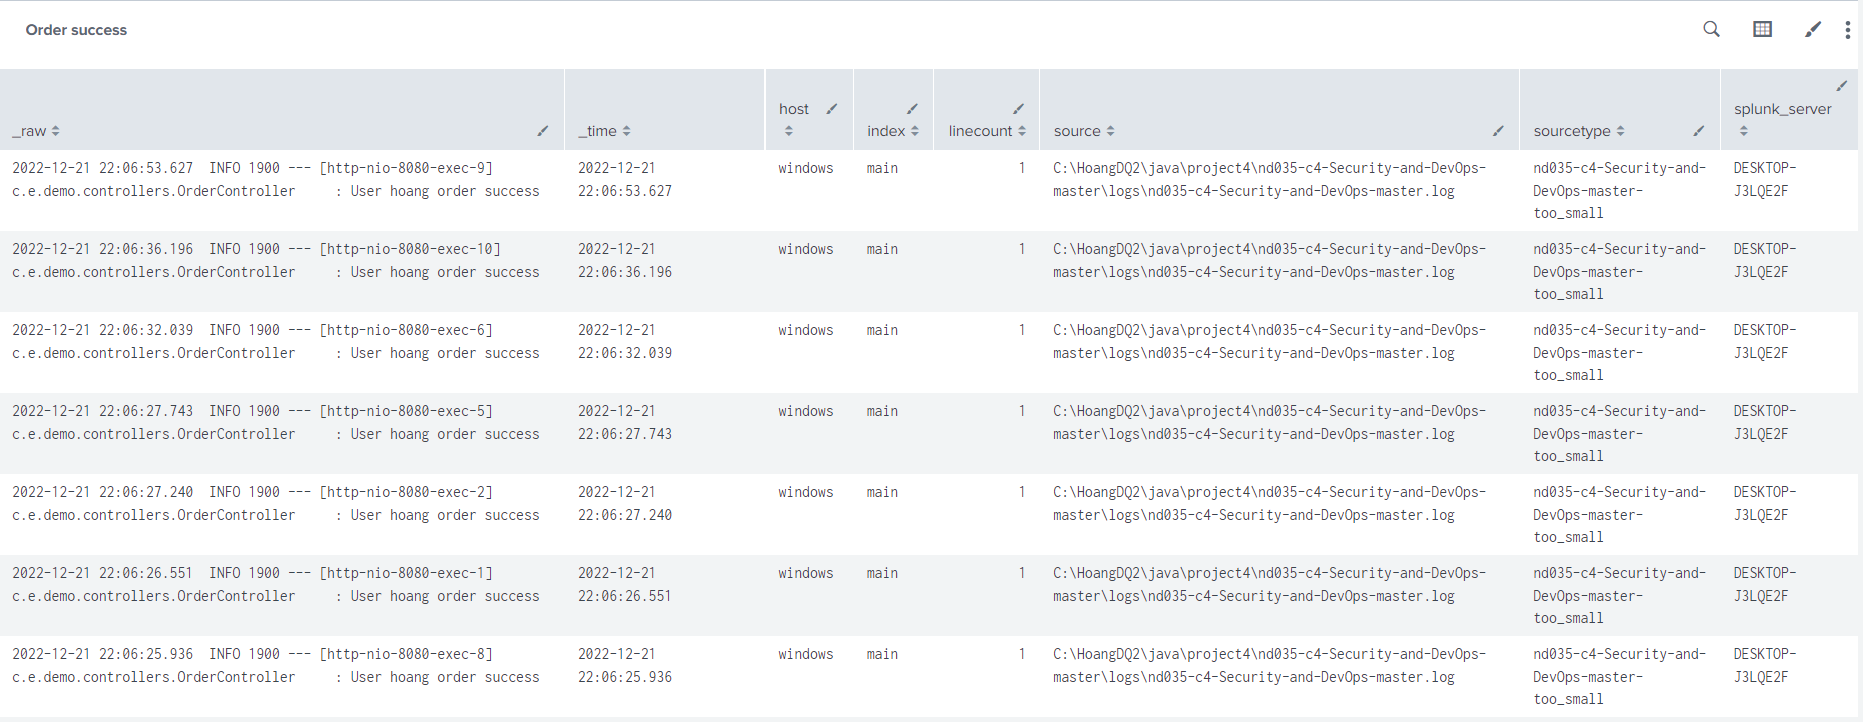 Order success
_raw
_time
host
index
linecount
source
sourcetype
splunk_server
2022-12-21 22:06:53.627  INFO 1900 --- [http-nio-8080-exec-9]
c.e.demo.controllers.OrderController     : User hoang order success
2022-12-21
22:06:53.627
windows
main
1
C:\HoangDQ2\java\project4\nd035-c4-Security-and-DevOps-
master\logs\nd035-c4-Security-and-DevOps-master.log
nd035-c4-Security-and-
DevOps-master-
too_small
DESKTOP-
J3LQE2F
2022-12-21 22:06:36.196  INFO 1900 --- [http-nio-8080-exec-10]
c.e.demo.controllers.OrderController     : User hoang order success
2022-12-21
22:06:36.196
windows
main
1
C:\HoangDQ2\java\project4\nd035-c4-Security-and-DevOps-
master\logs\nd035-c4-Security-and-DevOps-master.log
nd035-c4-Security-and-
DevOps-master-
too_small
DESKTOP-
J3LQE2F
2022-12-21 22:06:32.039  INFO 1900 --- [http-nio-8080-exec-6]
c.e.demo.controllers.OrderController     : User hoang order success
2022-12-21
22:06:32.039
windows
main
1
C:\HoangDQ2\java\project4\nd035-c4-Security-and-DevOps-
master\logs\nd035-c4-Security-and-DevOps-master.log
nd035-c4-Security-and-
DevOps-master-
too_small
DESKTOP-
J3LQE2F
2022-12-21 22:06:27.743  INFO 1900 --- [http-nio-8080-exec-5]
c.e.demo.controllers.OrderController     : User hoang order success
2022-12-21
22:06:27.743
windows
main
1
C:\HoangDQ2\java\project4\nd035-c4-Security-and-DevOps-
master\logs\nd035-c4-Security-and-DevOps-master.log
nd035-c4-Security-and-
DevOps-master-
too_small
DESKTOP-
J3LQE2F
2022-12-21 22:06:27.240  INFO 1900 --- [http-nio-8080-exec-2]
c.e.demo.controllers.OrderController     : User hoang order success
2022-12-21
22:06:27.240
windows
main
1
C:\HoangDQ2\java\project4\nd035-c4-Security-and-DevOps-
master\logs\nd035-c4-Security-and-DevOps-master.log
nd035-c4-Security-and-
DevOps-master-
too_small
DESKTOP-
J3LQE2F
2022-12-21 22:06:26.551  INFO 1900 --- [http-nio-8080-exec-1]
c.e.demo.controllers.OrderController     : User hoang order success
2022-12-21
22:06:26.551
windows
main
1
C:\HoangDQ2\java\project4\nd035-c4-Security-and-DevOps-
master\logs\nd035-c4-Security-and-DevOps-master.log
nd035-c4-Security-and-
DevOps-master-
too_small
DESKTOP-
J3LQE2F
2022-12-21 22:06:25.936  INFO 1900 --- [http-nio-8080-exec-8]
c.e.demo.controllers.OrderController     : User hoang order success
2022-12-21
22:06:25.936
windows
main
1
C:\HoangDQ2\java\project4\nd035-c4-Security-and-DevOps-
master\logs\nd035-c4-Security-and-DevOps-master.log
nd035-c4-Security-and-
DevOps-master-
too_small
DESKTOP-
J3LQE2F